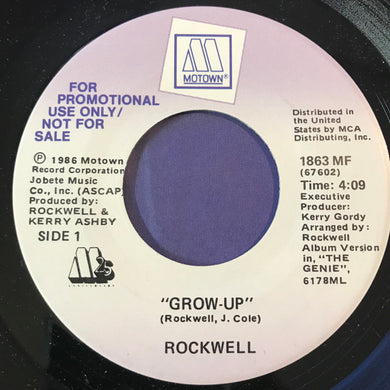 M
MOTOWN®
FOR
PROMOTIONAL
USE ONLY/
NOT FOR
SALE
Distributed in
the United
States by MCA
Distributing, Inc.
℗ 1986 Motown
Record Corporation
Jobete Music
Co., Inc. (ASCAP)
Produced by:
ROCKWELL &
KERRY ASHBY
SIDE 1
1863 MF
(67602)
Time: 4:09
Executive
Producer:
Kerry Gordy
Arranged by:
Rockwell
Album Version
in, "THE
GENIE",
6178ML
M25
ANNIVERSARY
"GROW-UP"
(Rockwell, J. Cole)
ROCKWELL